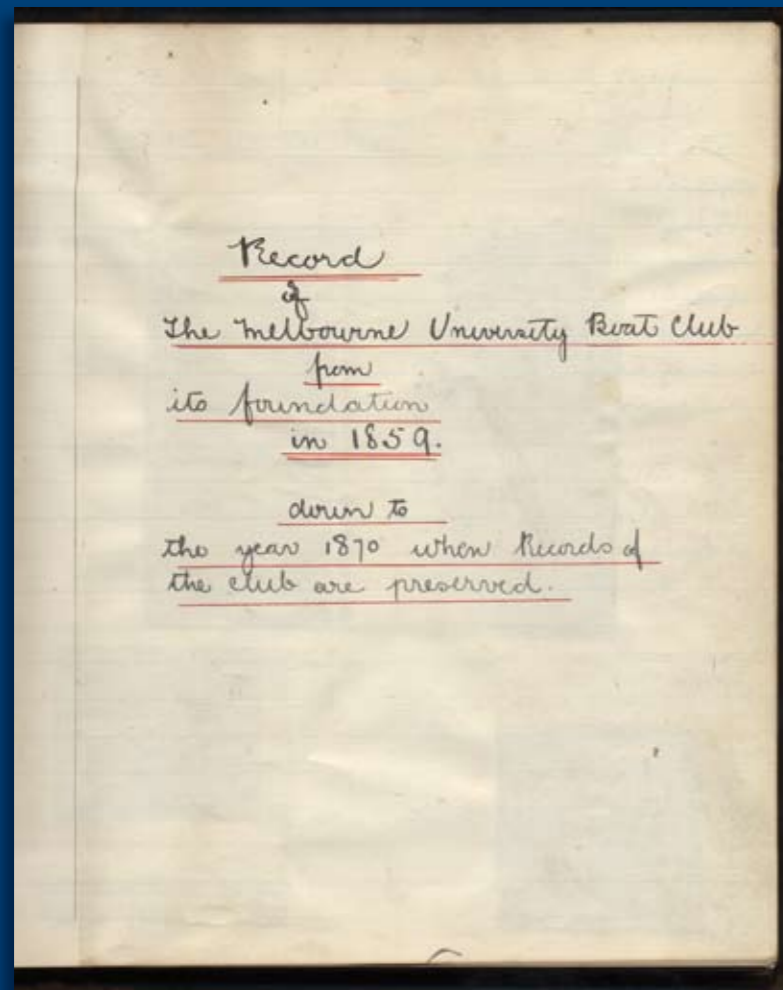 Record
of
The Melbourne University Boat Club
from
its foundation
in 1859.
down to
the year 1870 when Records of
the club are preserved.